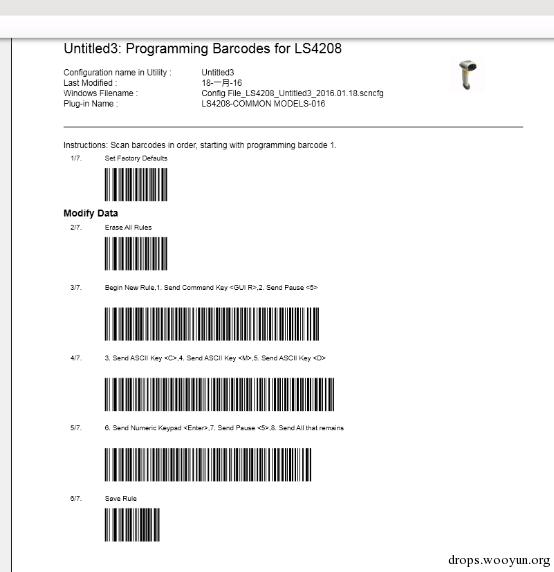 Untitled3: Programming Barcodes for LS4208
Configuration name in Utility : Untitled3
Last Modified : 18-一月-16
Windows Filename : Config File_LS4208_Untitled3_2016.01.18.scncfg
Plug-in Name : LS4208-COMMON MODELS-016
Instructions: Scan barcodes in order, starting with programming barcode 1.
1/7. Set Factory Defaults
Modify Data
2/7. Erase All Rules
3/7. Begin New Rule,1. Send Command Key <GUI R>,2. Send Pause <5>
4/7. 3. Send ASCII Key <C>,4. Send ASCII Key <M>,5. Send ASCII Key <D>
5/7. 6. Send Numeric Keypad <Enter>,7. Send Pause <5>,8. Send All that remains
6/7. Save Rule
drops.wooyun.org